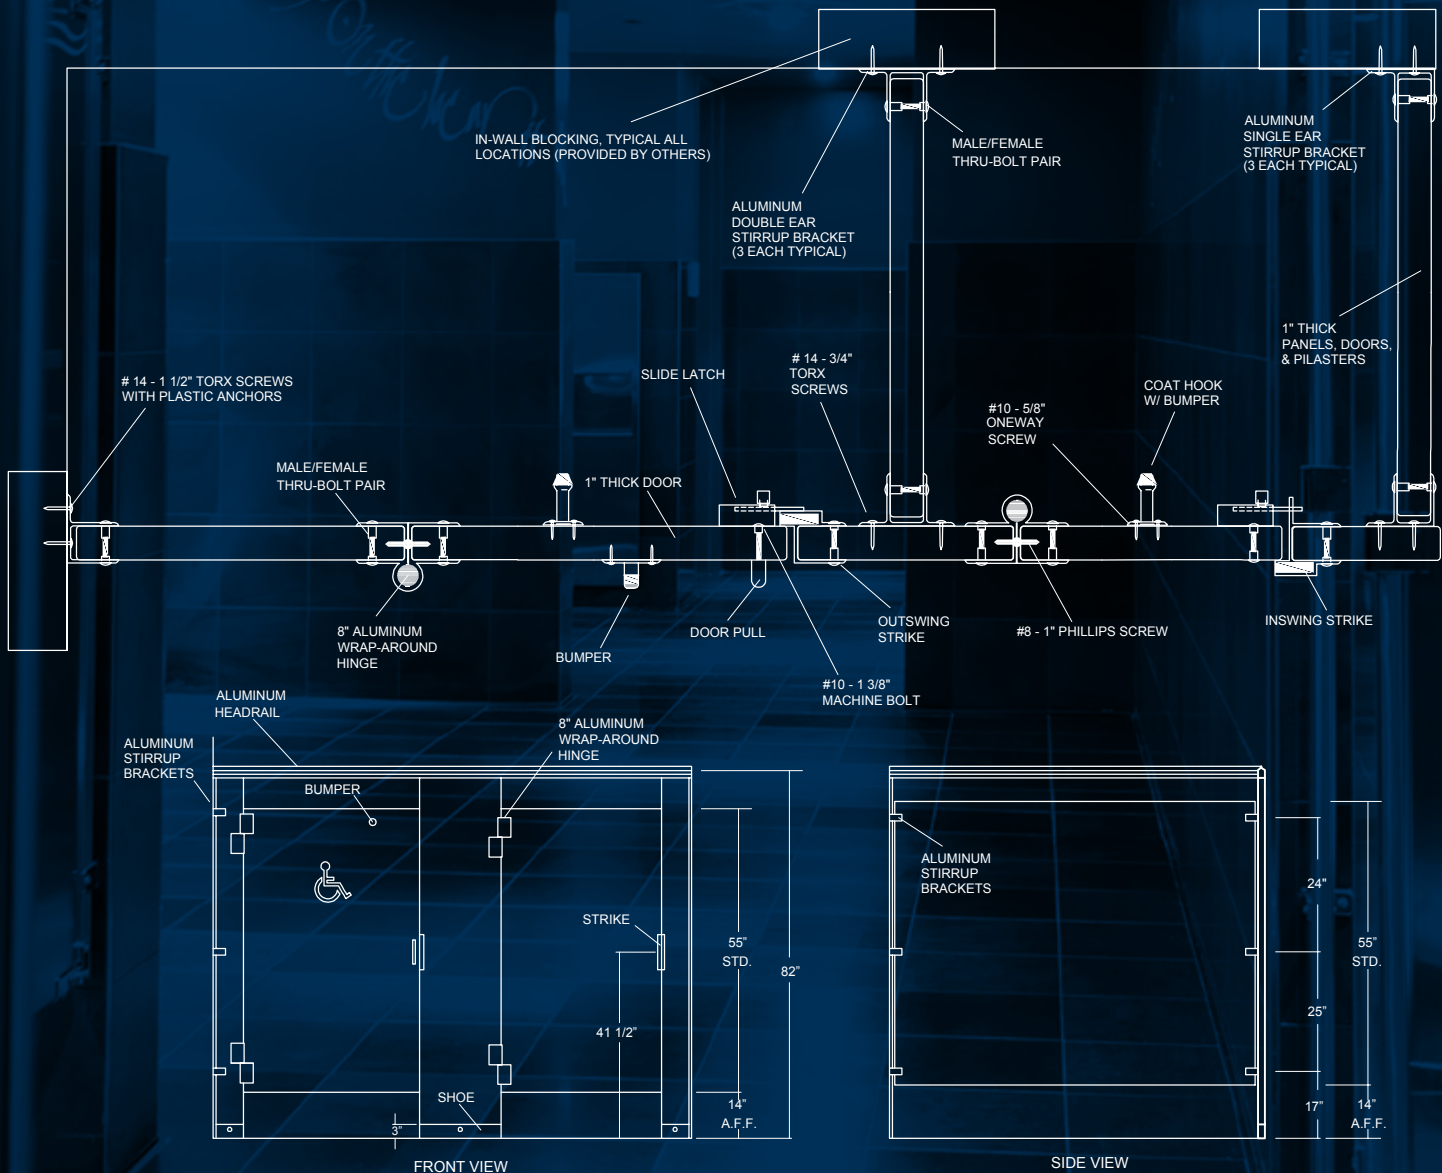 IN-WALL BLOCKING, TYPICAL ALL
LOCATIONS (PROVIDED BY OTHERS)
MALE/FEMALE
THRU-BOLT PAIR
ALUMINUM
SINGLE EAR
STIRRUP BRACKET
(3 EACH TYPICAL)
ALUMINUM
DOUBLE EAR
STIRRUP BRACKET
(3 EACH TYPICAL)
1" THICK
PANELS, DOORS,
& PILASTERS
# 14 - 1 1/2" TORX SCREWS
WITH PLASTIC ANCHORS
SLIDE LATCH
# 14 - 3/4"
TORX
SCREWS
#10 - 5/8"
ONEWAY
SCREW
COAT HOOK
W/ BUMPER
MALE/FEMALE
THRU-BOLT PAIR
1" THICK DOOR
8" ALUMINUM
WRAP-AROUND
HINGE
BUMPER
DOOR PULL
OUTSWING
STRIKE
#8 - 1" PHILLIPS SCREW
INSWING STRIKE
#10 - 1 3/8"
MACHINE BOLT
ALUMINUM
HEADRAIL
ALUMINUM
STIRRUP
BRACKETS
BUMPER
8" ALUMINUM
WRAP-AROUND
HINGE
STRIKE
55"
STD.
82"
41 1/2"
SHOE
3"
14"
A.F.F.
FRONT VIEW
ALUMINUM
STIRRUP
BRACKETS
24"
55"
STD.
25"
17"
14"
A.F.F.
SIDE VIEW